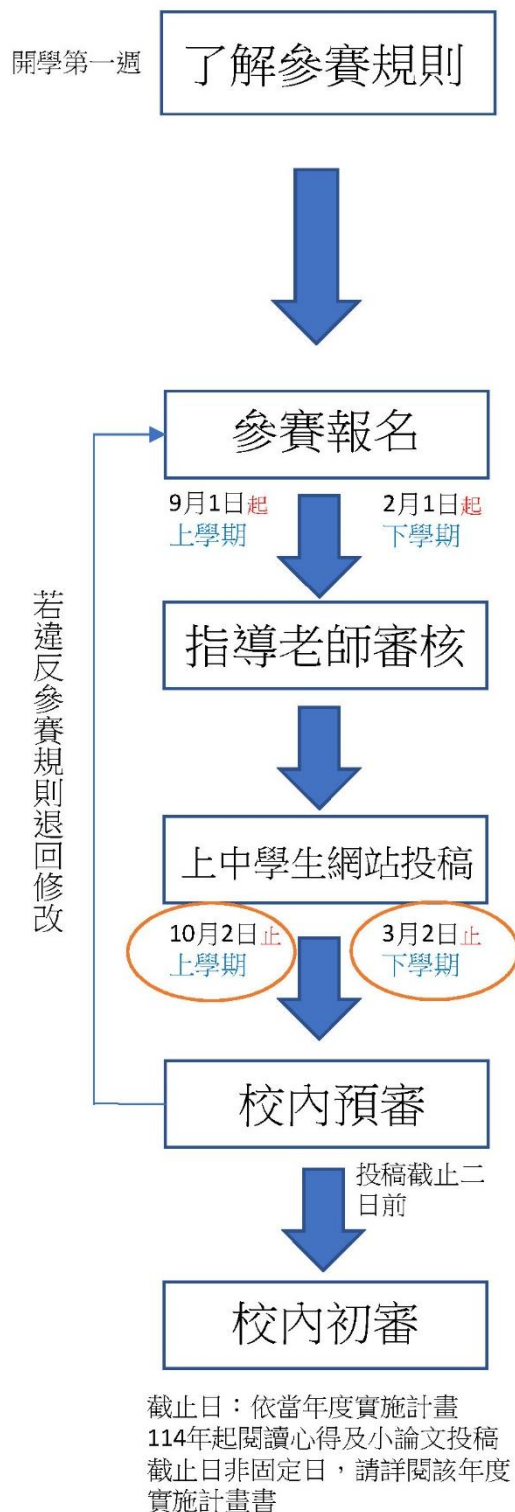 開學第一週
了解參賽規則
參賽報名
9月1日起
上學期
2月1日起
下學期
指導老師審核
上中學生網站投稿
10月2日止
上學期
3月2日止
下學期
若違反參賽規則退回修改
校內預審
投稿截止二
日前
校內初審
截止日：依當年度實施計畫
114年起閱讀心得及小論文投稿
截止日非固定日，請詳閱該年度
實施計畫書